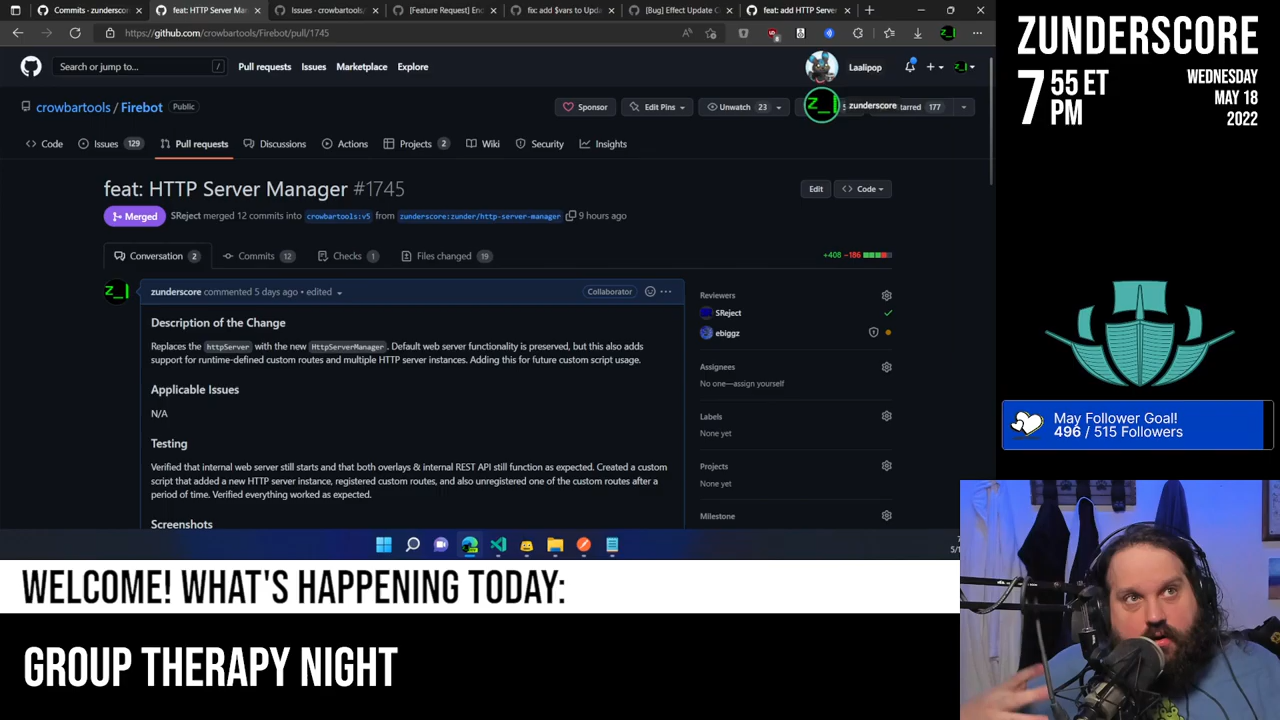 Commits - zunders
feat: HTTP Server Man
Issues - crowbartools/
[Feature Request] En
fix: add $vars to Upd
[Bug] Effect Update C
feat: add HTTP Serve
https://github.com/crowbartools/Firebot/pull/1745
Search or jump to...
/
Pull requests
Issues
Marketplace
Explore
Laalipop
crowbartools / Firebot
Public
Sponsor
Edit Pins
Unwatch 23
zunderscore
tarred 177
Code
Issues 129
Pull requests
Discussions
Actions
Projects 2
Wiki
Security
Insights
feat: HTTP Server Manager #1745
Edit
Code
Merged
SReject merged 12 commits into crowbartools:v5 from zunderscore:zunder/http-server-manager 9 hours ago
Conversation 2
Commits 12
Checks 1
Files changed 19
+408 −186
zunderscore commented 5 days ago • edited
Collaborator
Description of the Change
Replaces the httpServer with the new HttpServerManager. Default web server functionality is preserved, but this also adds
support for runtime-defined custom routes and multiple HTTP server instances. Adding this for future custom script usage.
Applicable Issues
N/A
Testing
Verified that internal web server still starts and that both overlays & internal REST API still function as expected. Created a custom
script that added a new HTTP server instance, registered custom routes, and also unregistered one of the custom routes after a
period of time. Verified everything worked as expected.
Screenshots
Reviewers
SReject
ebiggz
Assignees
No one—assign yourself
Labels
None yet
Projects
None yet
Milestone
ZUNDERSCORE
7 55 ET
PM
WEDNESDAY
MAY 18
2022
May Follower Goal!
496 / 515 Followers
WELCOME! WHAT'S HAPPENING TODAY:
GROUP THERAPY NIGHT